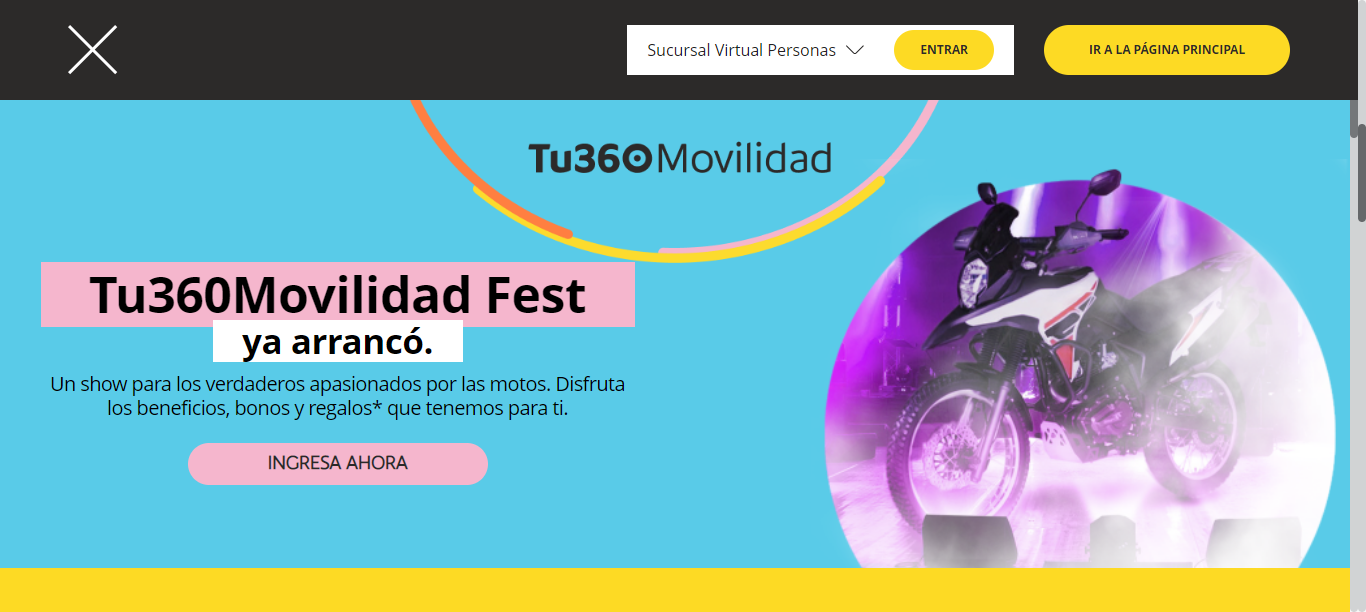 Sucursal Virtual Personas
ENTRAR
IR A LA PÁGINA PRINCIPAL
Tu360Movilidad
Tu360Movilidad Fest
ya arrancó.
Un show para los verdaderos apasionados por las motos. Disfruta
los beneficios, bonos y regalos* que tenemos para ti.
INGRESA AHORA